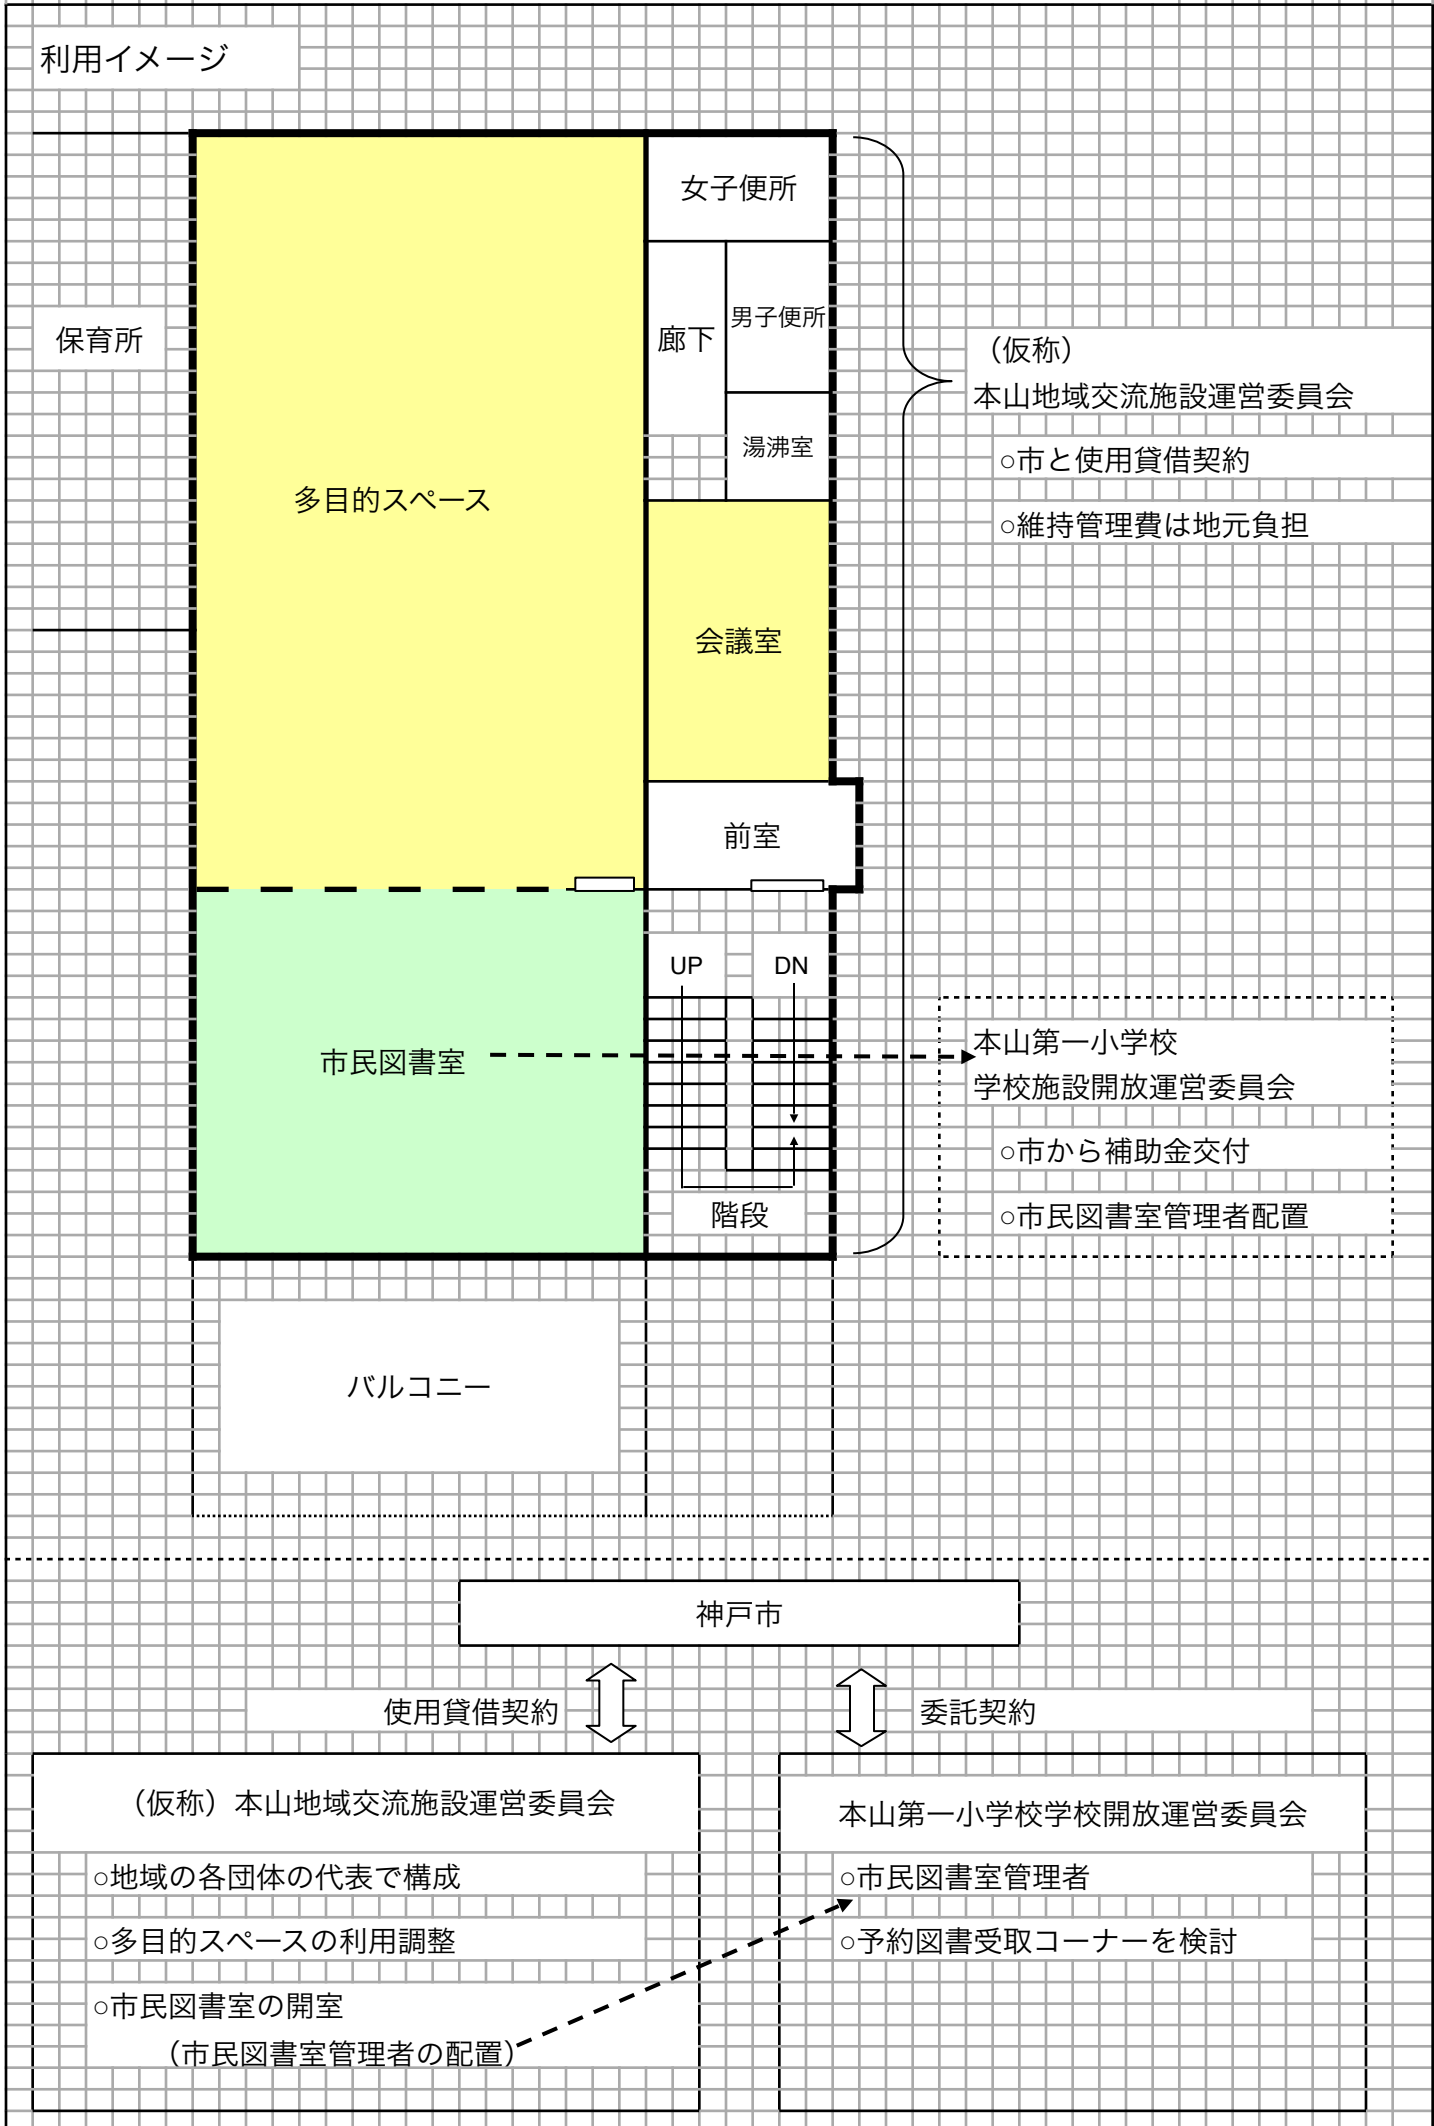 利用イメージ
女子便所
男子便所
廊下
保育所
湯沸室
多目的スペース
会議室
前室
UP
DN
市民図書室
階段
バルコニー
（仮称）
本山地域交流施設運営委員会
○市と使用貸借契約
○維持管理費は地元負担
本山第一小学校
学校施設開放運営委員会
○市から補助金交付
○市民図書室管理者配置
神戸市
使用貸借契約
委託契約
（仮称）本山地域交流施設運営委員会
○地域の各団体の代表で構成
○多目的スペースの利用調整
○市民図書室の開室
（市民図書室管理者の配置）
本山第一小学校学校開放運営委員会
○市民図書室管理者
○予約図書受取コーナーを検討